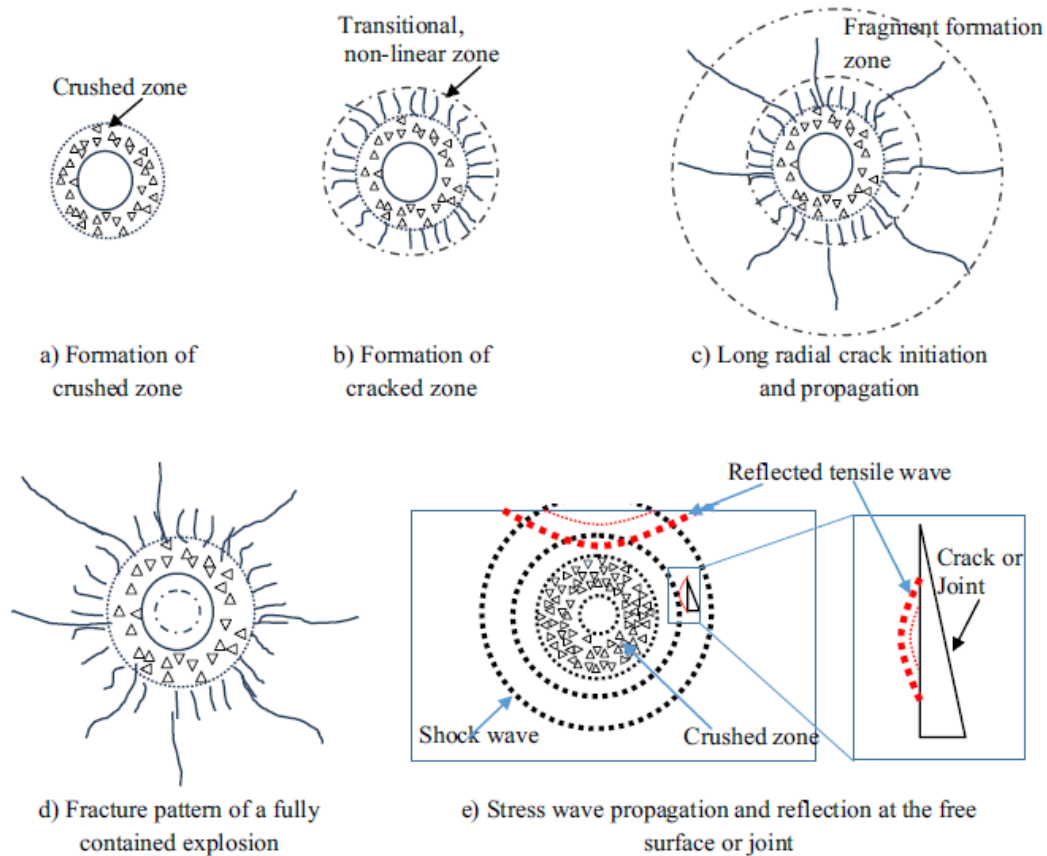 Crushed zone
a) Formation of
crushed zone
Transitional,
non-linear zone
b) Formation of
cracked zone
Fragment formation
zone
c) Long radial crack initiation
and propagation
d) Fracture pattern of a fully
contained explosion
Reflected tensile wave
Crack or
Joint
Shock wave
Crushed zone
e) Stress wave propagation and reflection at the free
surface or joint